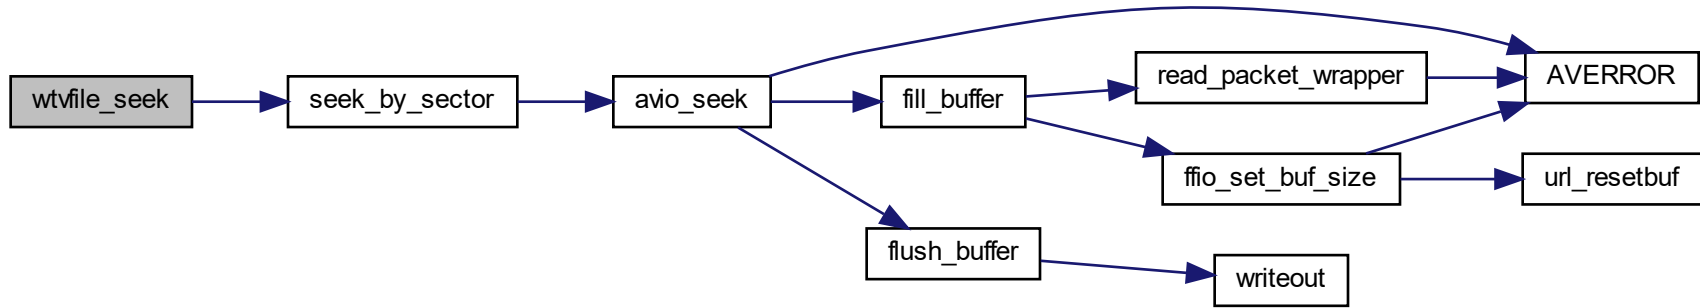 wtvfile_seek
seek_by_sector
avio_seek
fill_buffer
read_packet_wrapper
AVERROR
ffio_set_buf_size
url_resetbuf
flush_buffer
writeout